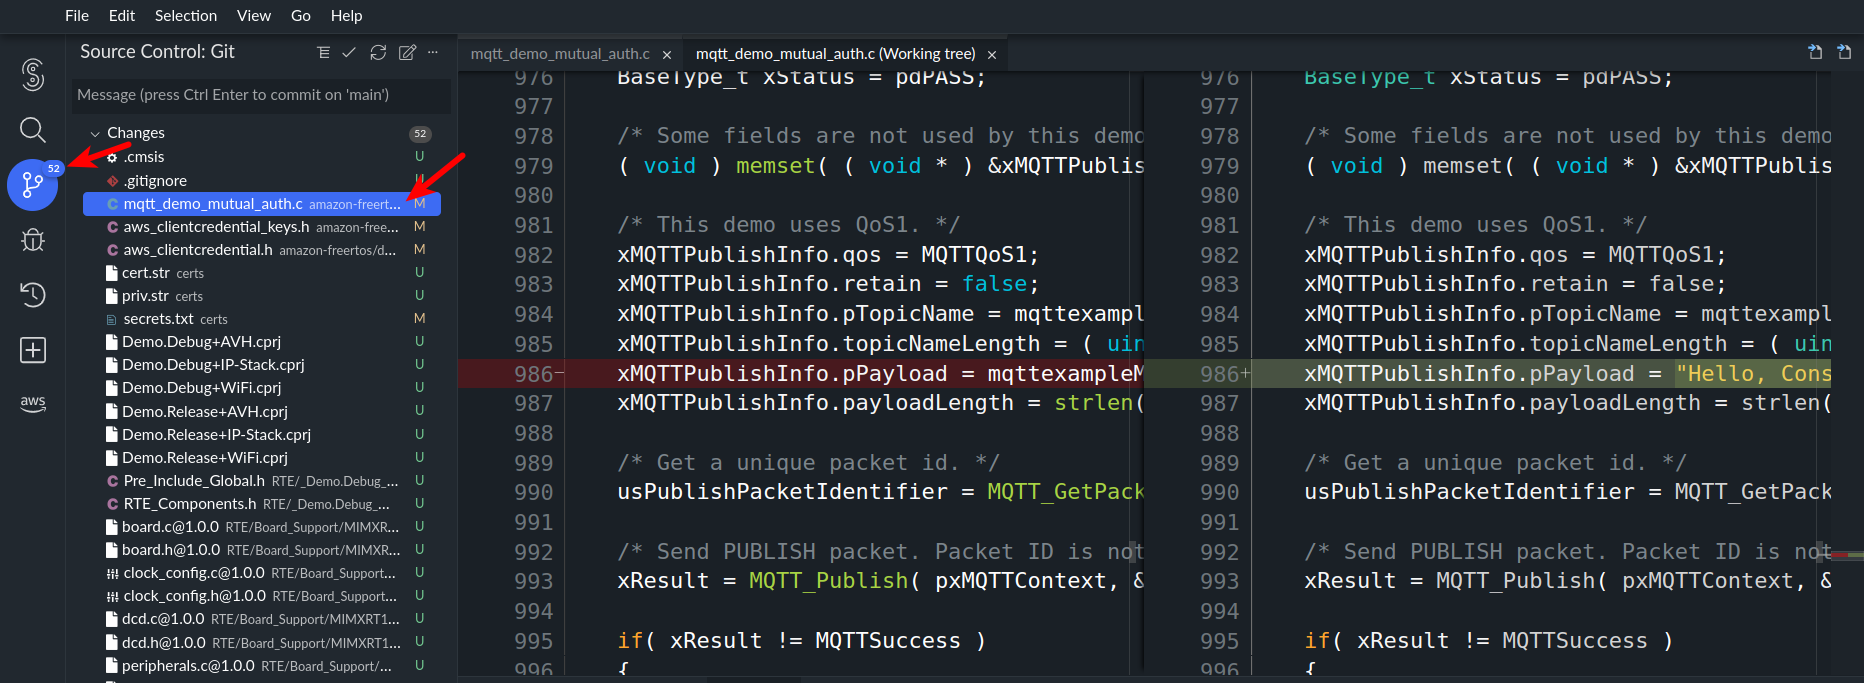 File Edit Selection View Go Help
Source Control: Git
mqtt_demo_mutual_auth.c × mqtt_demo_mutual_auth.c (Working tree) ×
Message (press Ctrl Enter to commit on 'main')
52
aws
Changes 52
.cmsis U
.gitignore U
mqtt_demo_mutual_auth.c amazon-freert... M
aws_clientcredential_keys.h amazon-free... M
aws_clientcredential.h amazon-freertos/d... M
cert.str certs U
priv.str certs U
secrets.txt certs M
Demo.Debug+AVH.cprj U
Demo.Debug+IP-Stack.cprj U
Demo.Debug+WiFi.cprj U
Demo.Release+AVH.cprj U
Demo.Release+IP-Stack.cprj U
Demo.Release+WiFi.cprj U
Pre_Include_Global.h RTE/_Demo.Debug_... U
RTE_Components.h RTE/_Demo.Debug_... U
board.c@1.0.0 RTE/Board_Support/MIMXR... U
board.h@1.0.0 RTE/Board_Support/MIMXR... U
clock_config.c@1.0.0 RTE/Board_Support... U
clock_config.h@1.0.0 RTE/Board_Support... U
dcd.c@1.0.0 RTE/Board_Support/MIMXRT1... U
dcd.h@1.0.0 RTE/Board_Support/MIMXRT1... U
peripherals.c@1.0.0 RTE/Board_Support/... U
976 BaseType_t xStatus = pdPASS;
977
978 /* Some fields are not used by this demo
979 ( void ) memset( ( void * ) &xMQTTPublis
980
981 /* This demo uses QoS1. */
982 xMQTTPublishInfo.qos = MQTTQoS1;
983 xMQTTPublishInfo.retain = false;
984 xMQTTPublishInfo.pTopicName = mqttexampl
985 xMQTTPublishInfo.topicNameLength = ( uin
986− xMQTTPublishInfo.pPayload = mqttexampleM
987 xMQTTPublishInfo.payloadLength = strlen(
988
989 /* Get a unique packet id. */
990 usPublishPacketIdentifier = MQTT_GetPack
991
992 /* Send PUBLISH packet. Packet ID is not
993 xResult = MQTT_Publish( pxMQTTContext, &
994
995 if( xResult != MQTTSuccess )
996 {
976 BaseType_t xStatus = pdPASS;
977
978 /* Some fields are not used by this demo
979 ( void ) memset( ( void * ) &xMQTTPublis
980
981 /* This demo uses QoS1. */
982 xMQTTPublishInfo.qos = MQTTQoS1;
983 xMQTTPublishInfo.retain = false;
984 xMQTTPublishInfo.pTopicName = mqttexampl
985 xMQTTPublishInfo.topicNameLength = ( uin
986+ xMQTTPublishInfo.pPayload = "Hello, Cons
987 xMQTTPublishInfo.payloadLength = strlen(
988
989 /* Get a unique packet id. */
990 usPublishPacketIdentifier = MQTT_GetPack
991
992 /* Send PUBLISH packet. Packet ID is not
993 xResult = MQTT_Publish( pxMQTTContext, &
994
995 if( xResult != MQTTSuccess )
996 {